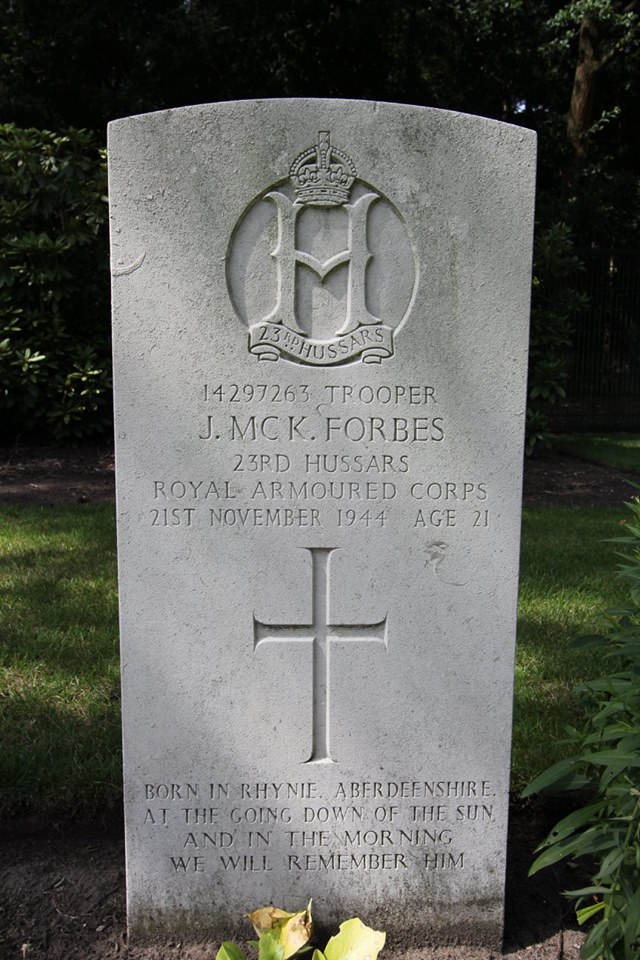 H
23RD HUSSARS
14297263 TROOPER
J. MC K. FORBES
23RD HUSSARS
ROYAL ARMOURED CORPS
21ST NOVEMBER 1944 AGE 21
BORN IN RHYNIE. ABERDEENSHIRE.
AT THE GOING DOWN OF THE SUN
AND IN THE MORNING
WE WILL REMEMBER HIM